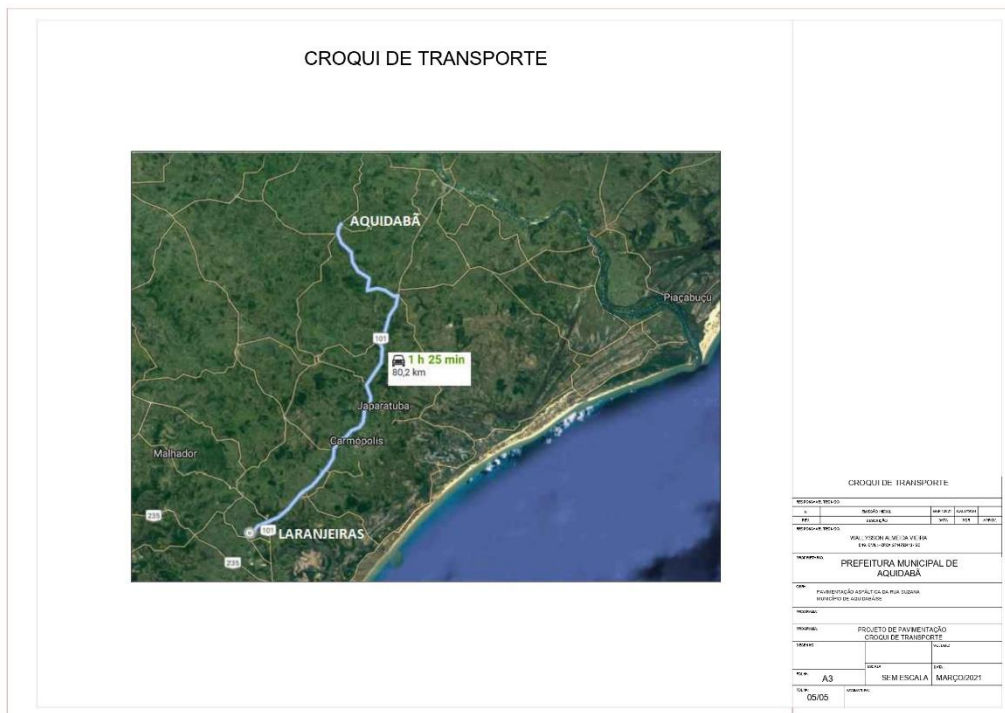 CROQUI DE TRANSPORTE
AQUIDABÃ
Piaçabuçu
101
1 h 25 min
80,2 km
Japaratuba
Carmópolis
Malhador
235
101
LARANJEIRAS
235
CROQUI DE TRANSPORTE
WALLYSSON ALMEIDA VIEIRA
PREFEITURA MUNICIPAL DE
AQUIDABÃ
PAVIMENTAÇÃO ASFÁLTICA DA RUA SUZANA
MUNICÍPIO DE AQUIDABÃ/SE
PROJETO DE PAVIMENTAÇÃO
CROQUI DE TRANSPORTE
A3
SEM ESCALA
MARÇO/2021
05/05